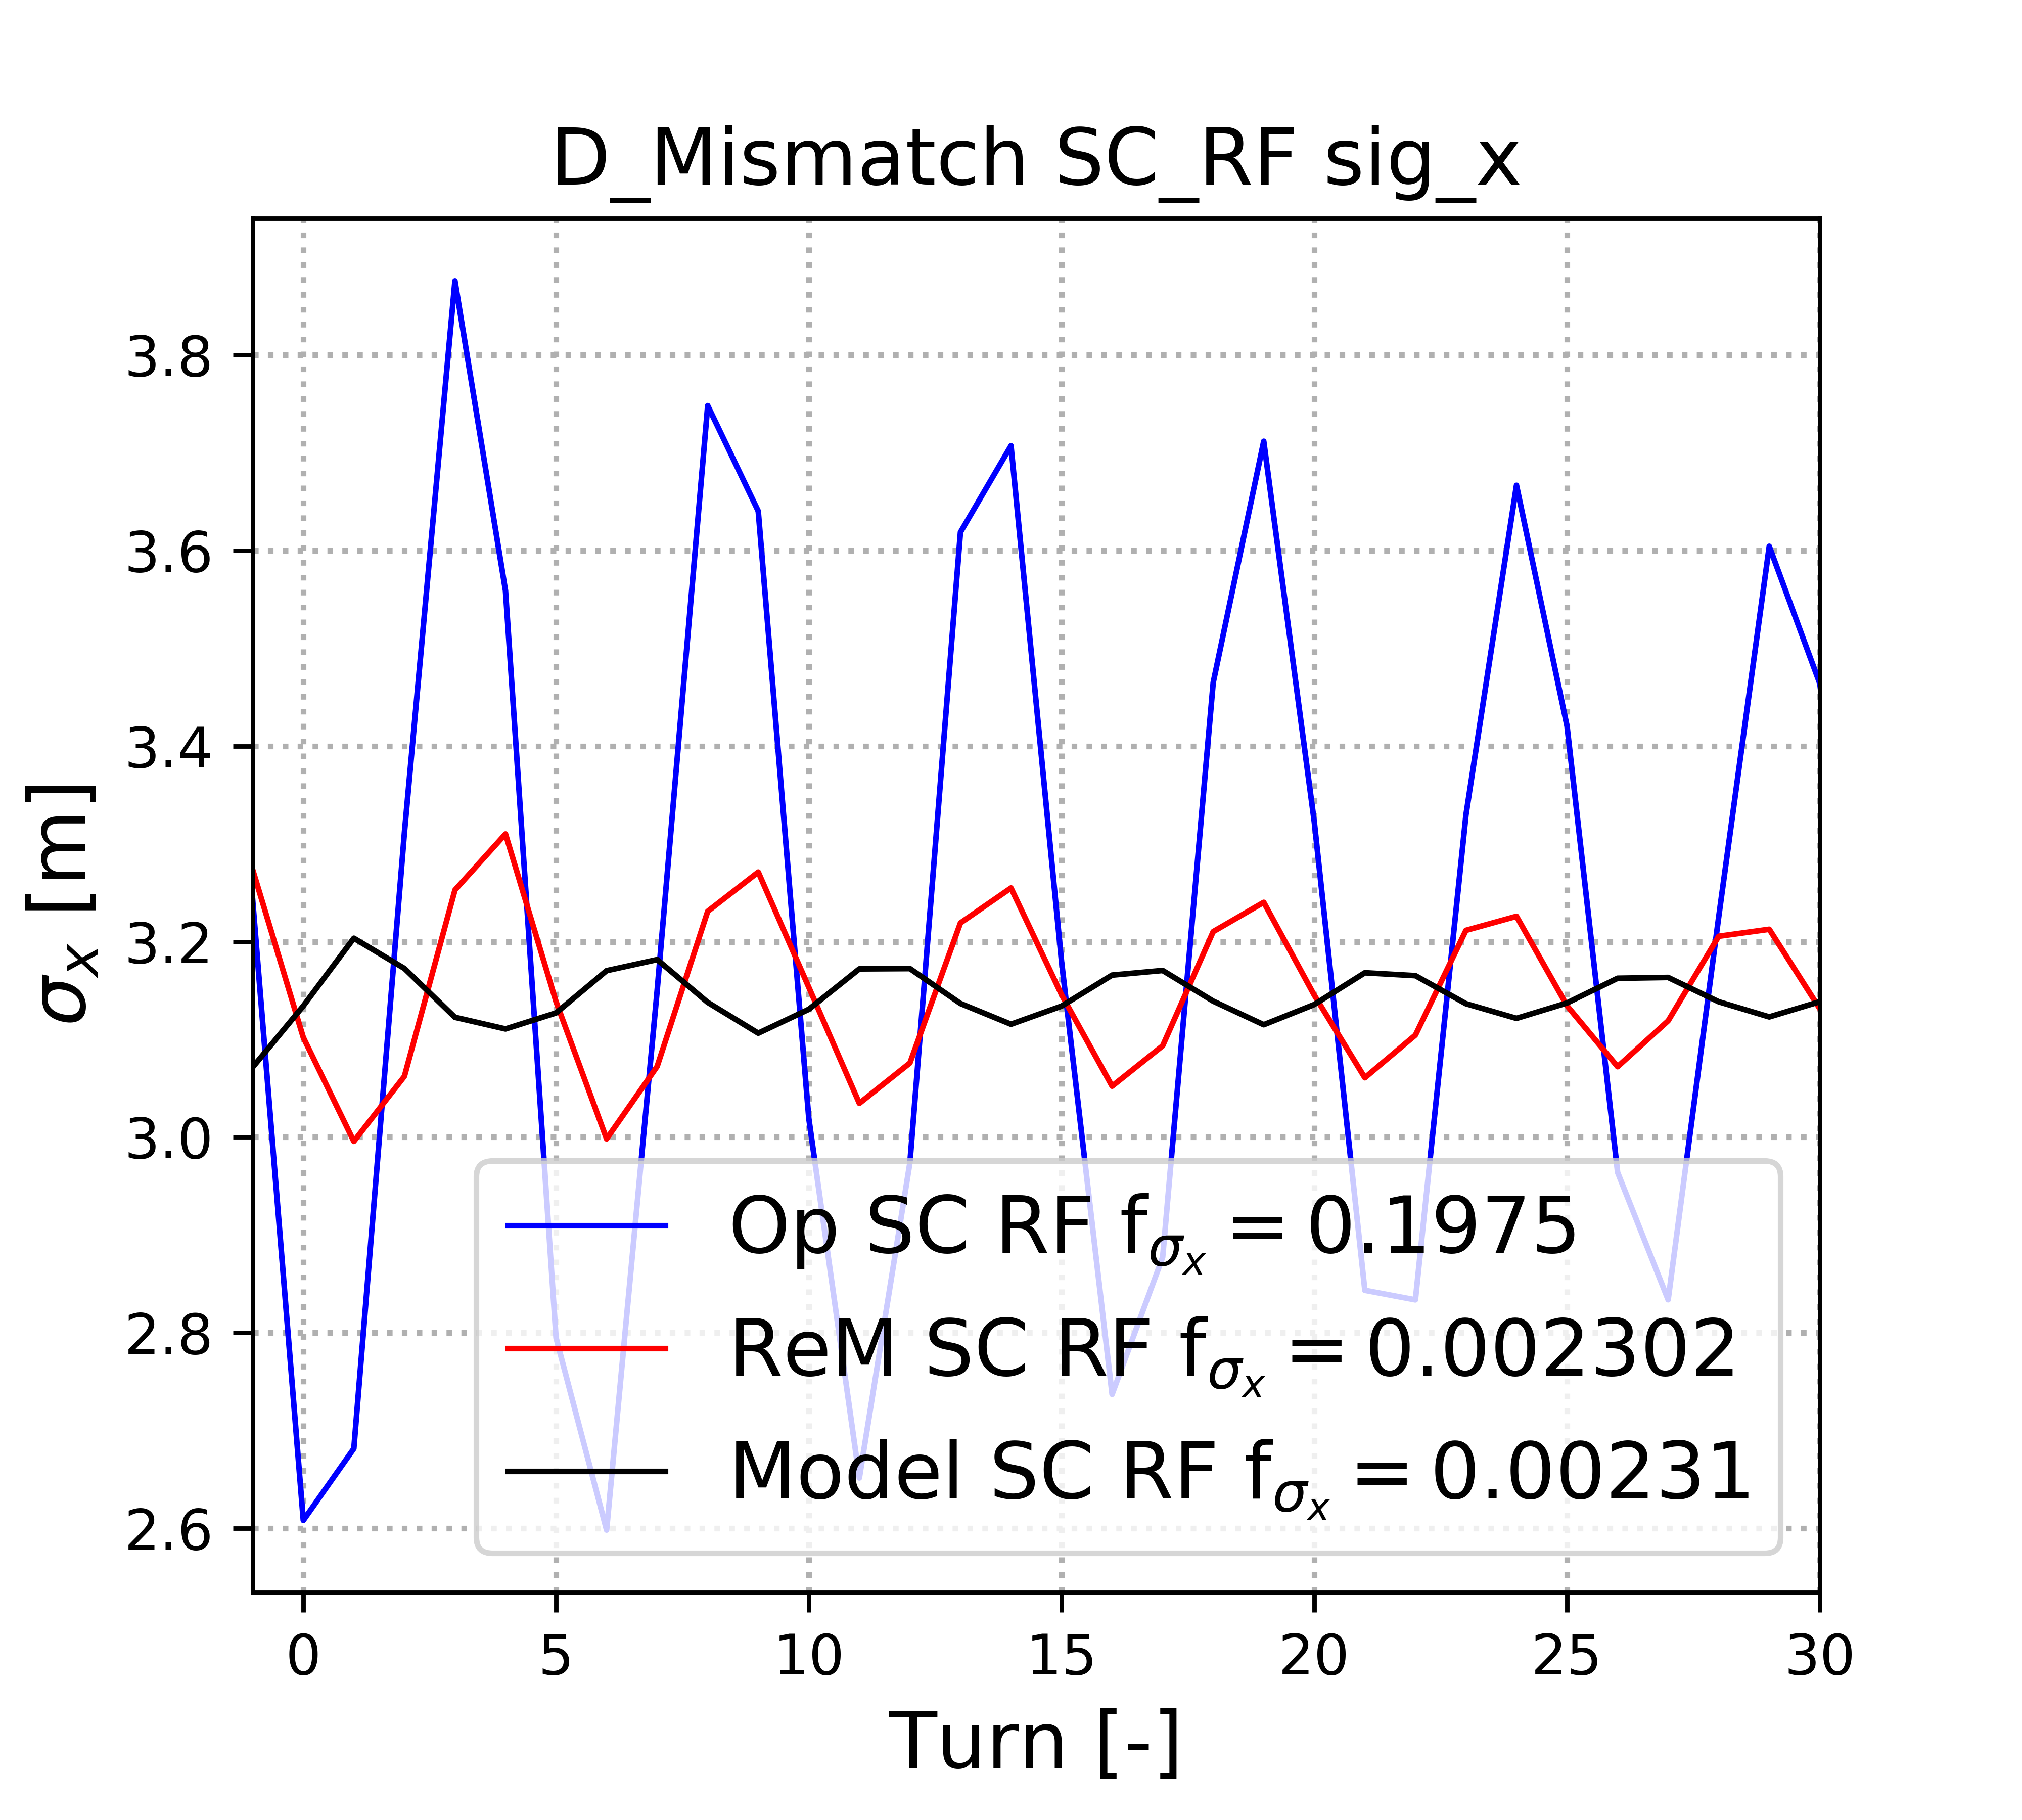 D_Mismatch SC_RF sig_x
3.8
3.6
3.4
3.2
3.0
2.8
2.6
σx [m]
Op SC RF fσx = 0.1975
ReM SC RF fσx = 0.002302
Model SC RF fσx = 0.00231
0 5 10 15 20 25 30
Turn [-]